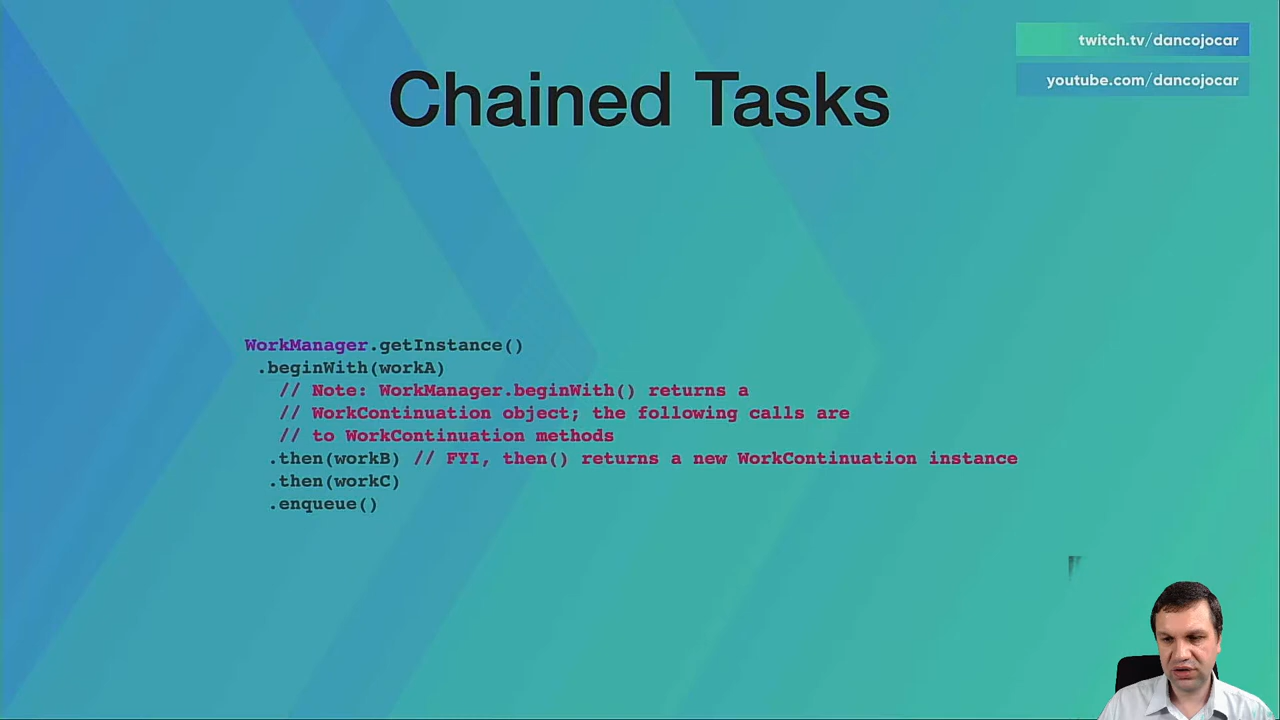 twitch.tv/dancojocar
youtube.com/dancojocar
Chained Tasks
WorkManager.getInstance()
.beginWith(workA)
// Note: WorkManager.beginWith() returns a
// WorkContinuation object; the following calls are
// to WorkContinuation methods
.then(workB) // FYI, then() returns a new WorkContinuation instance
.then(workC)
.enqueue()